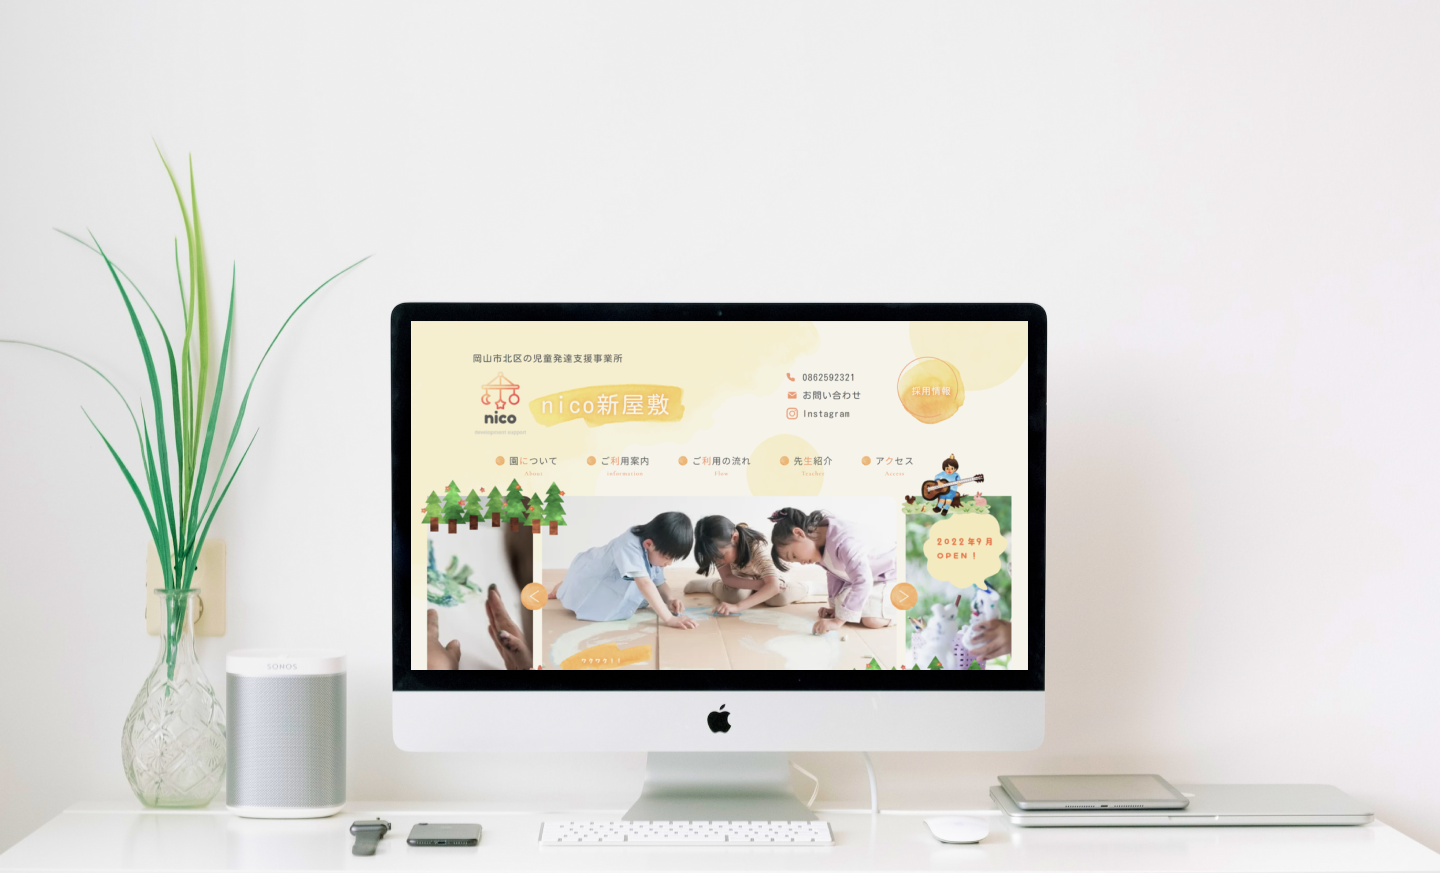 岡山市北区の児童発達支援事業所
nico
development support
nico新屋敷
0862592321
お問い合わせ
Instagram
採用情報
園について
About
ご利用案内
information
ご利用の流れ
Flow
先生紹介
Teacher
アクセス
Access
2022年9月
OPEN！
SONOS